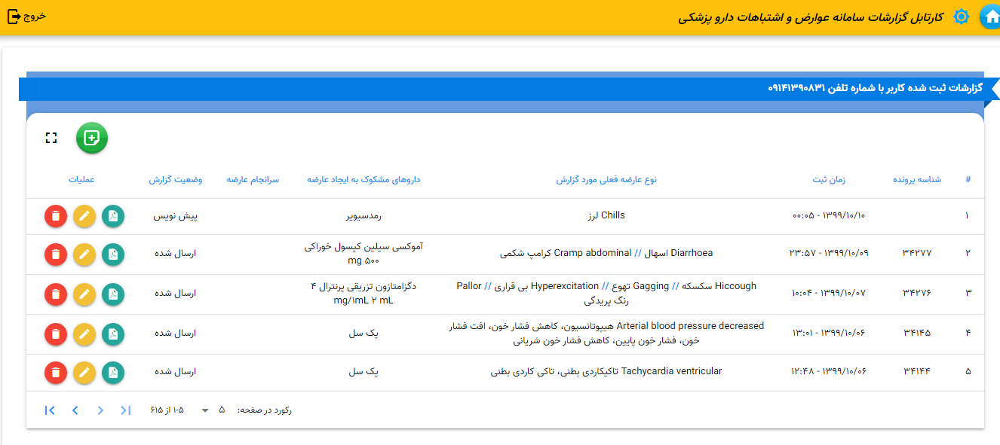 کارتابل گزارشات سامانه عوارض و اشتباهات دارو پزشکی
خروج
گزارشات ثبت شده کاربر با شماره تلفن ۰۹۱۴۱۳۹۰۸۳۱
# شناسه پرونده زمان ثبت نوع عارضه فعلی مورد گزارش داروهای مشکوک به ایجاد عارضه سرانجام عارضه وضعیت گزارش عملیات
۱ ۱۳۹۹/۱۰/۱۰ - ۰۰:۰۵ Chills لرز رمدسیویر پیش نویس
۲ ۳۴۲۷۷ ۱۳۹۹/۱۰/۰۹ - ۲۳:۵۷ Diarrhoea اسهال // Cramp abdominal کرامپ شکمی آموکسی سیلین کپسول خوراکی
۵۰۰ mg
ارسال شده
۳ ۳۴۲۷۶ ۱۳۹۹/۱۰/۰۷ - ۱۰:۰۴ Hiccough سکسکه // Gagging تهوع // Hyperexcitation بی قراری // Pallor
رنگ پریدگی
دگزامتازون تزریقی پرنترال ۴
mg/۱mL ۲ mL
ارسال شده
۴ ۳۴۱۴۵ ۱۳۹۹/۱۰/۰۶ - ۱۳:۰۱ Arterial blood pressure decreased هیپوتانسیون، کاهش فشار خون، افت فشار
خون، فشار خون پایین، کاهش فشار خون شریانی
پک سل
ارسال شده
۵ ۳۴۱۴۴ ۱۳۹۹/۱۰/۰۶ - ۱۲:۴۸ Tachycardia ventricular تاکیکاردی بطنی، تاکی کاردی بطنی پک سل ارسال شده
رکورد در صفحه: ۵ ۱-۵ از ۶۱۵